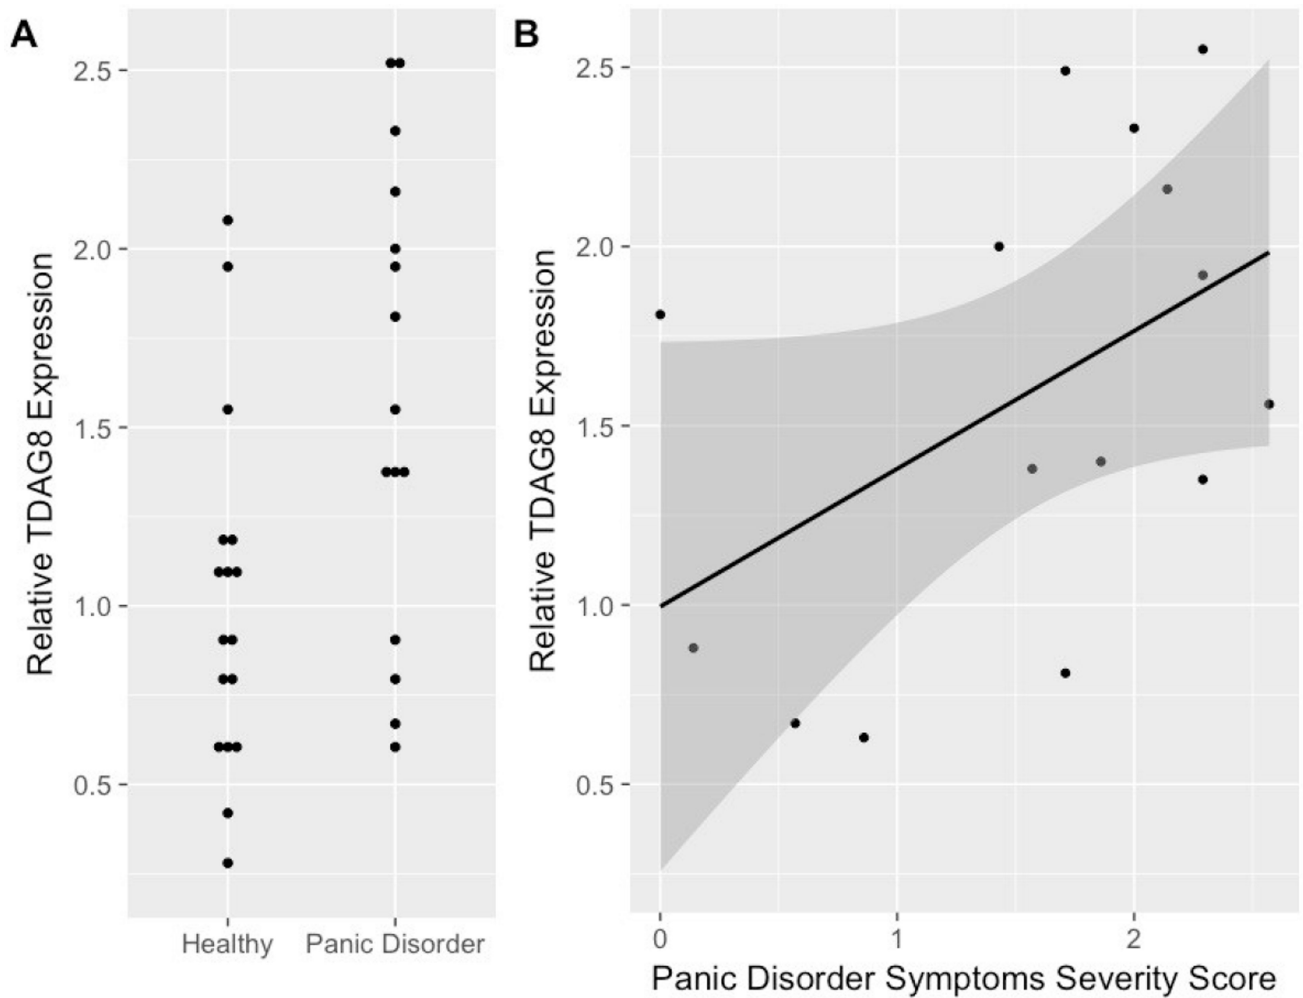 A
Relative TDAG8 Expression
2.5
2.0
1.5
1.0
0.5
Healthy
Panic Disorder
B
Relative TDAG8 Expression
2.5
2.0
1.5
1.0
0.5
0
1
2
Panic Disorder Symptoms Severity Score